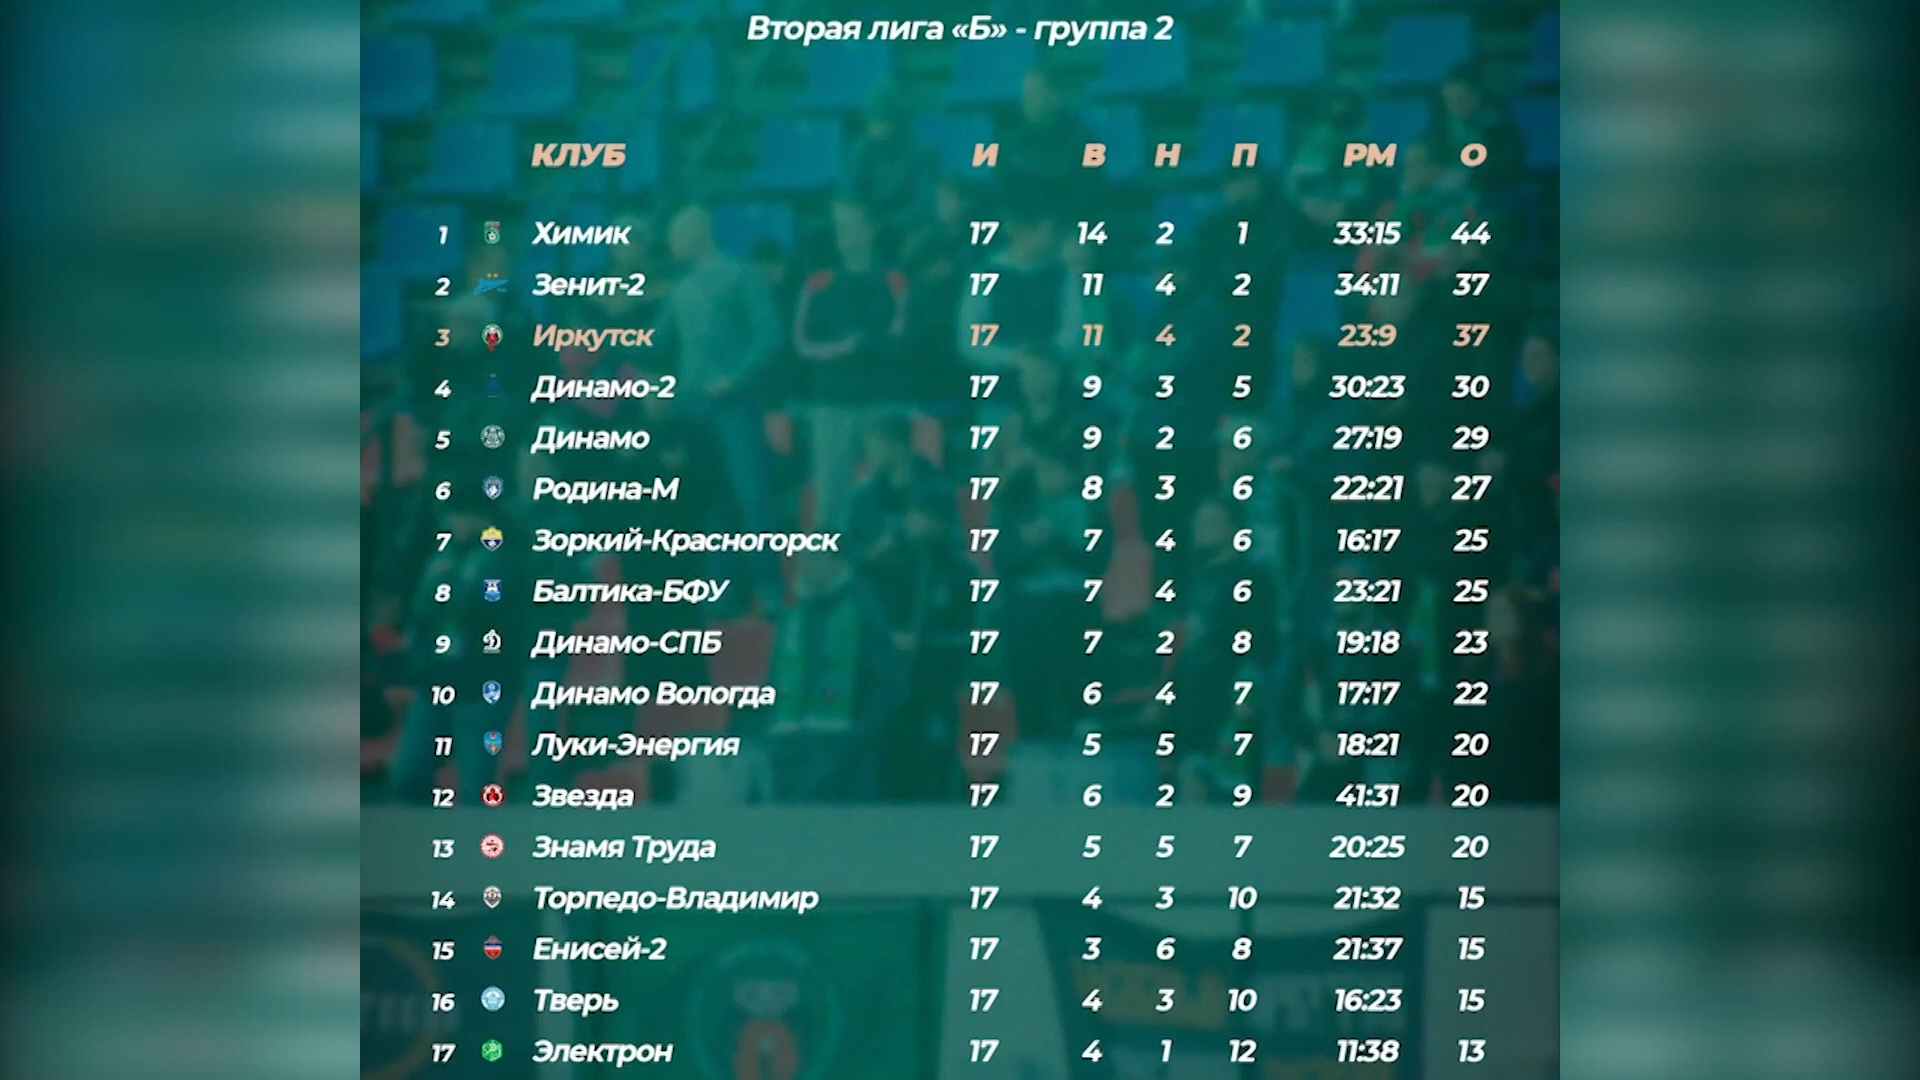 Вторая лига «Б» - группа 2
КЛУБ И В Н П РМ О
1 Химик 17 14 2 1 33:15 44
2 Зенит-2 17 11 4 2 34:11 37
3 Иркутск 17 11 4 2 23:9 37
4 Динамо-2 17 9 3 5 30:23 30
5 Динамо 17 9 2 6 27:19 29
6 Родина-М 17 8 3 6 22:21 27
7 Зоркий-Красногорск 17 7 4 6 16:17 25
8 Балтика-БФУ 17 7 4 6 23:21 25
9 Динамо-СПБ 17 7 2 8 19:18 23
10 Динамо Вологда 17 6 4 7 17:17 22
11 Луки-Энергия 17 5 5 7 18:21 20
12 Звезда 17 6 2 9 41:31 20
13 Знамя Труда 17 5 5 7 20:25 20
14 Торпедо-Владимир 17 4 3 10 21:32 15
15 Енисей-2 17 3 6 8 21:37 15
16 Тверь 17 4 3 10 16:23 15
17 Электрон 17 4 1 12 11:38 13